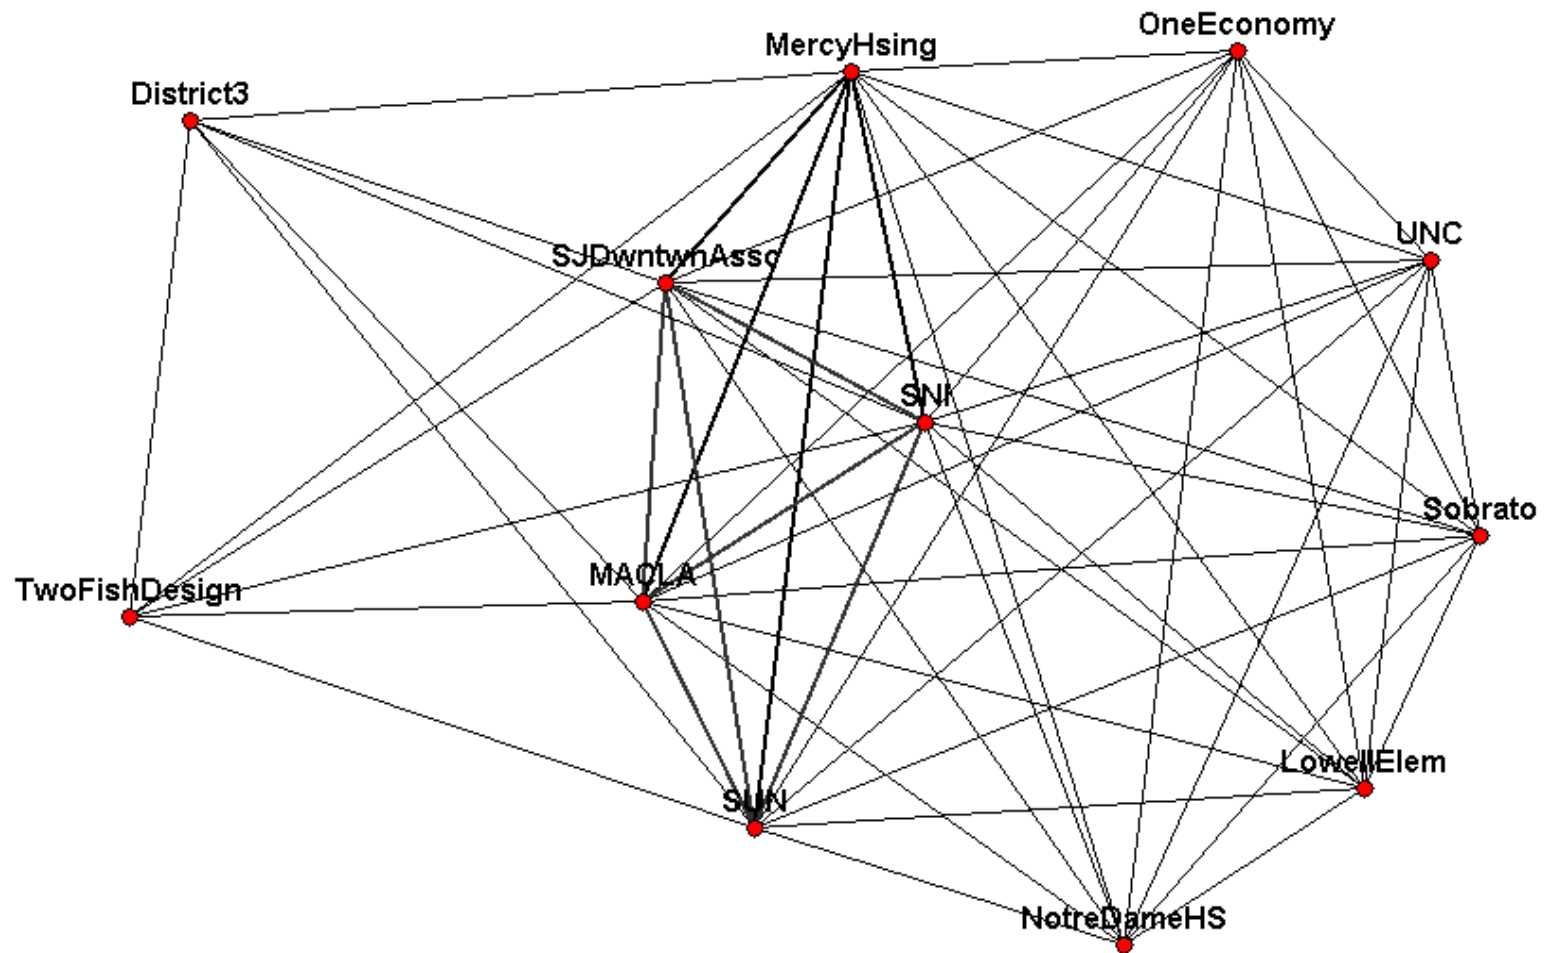 OneEconomy
MercyHsing
District3
UNC
SJDwntwnAssc
SNI
Sobrato
MACLA
TwoFishDesign
LowellElem
SUN
NotreDameHS